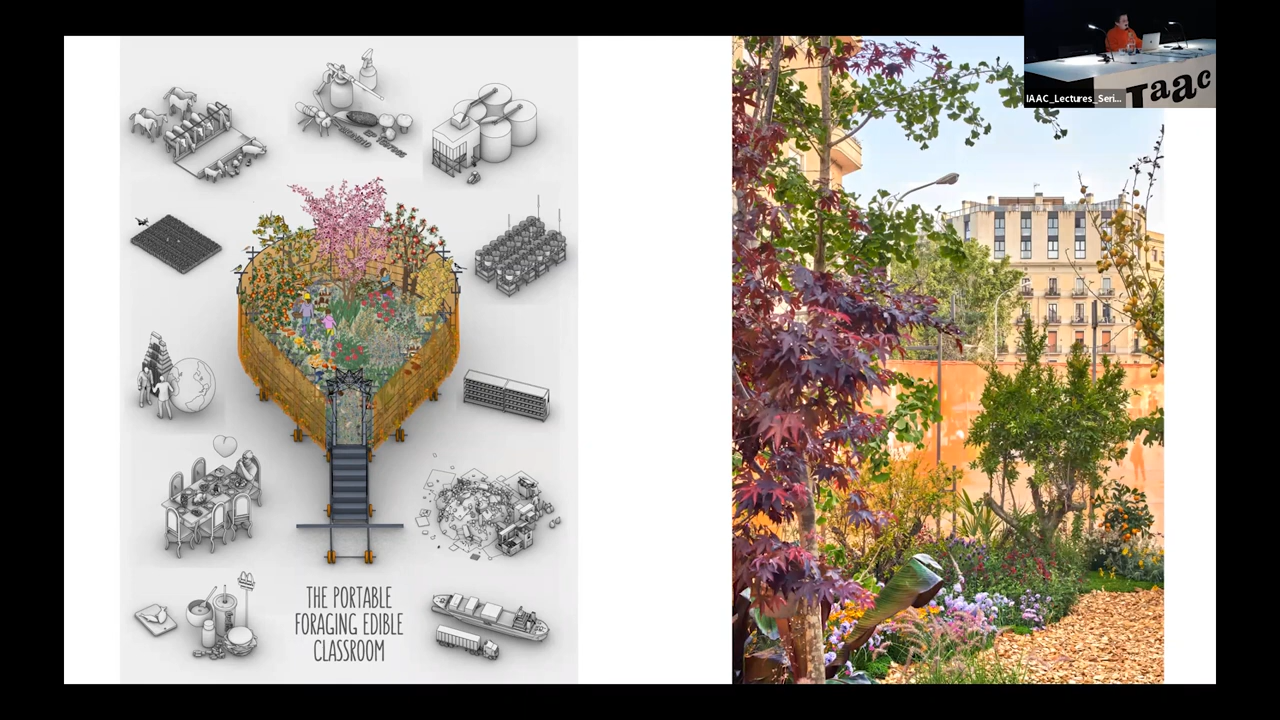 THE PORTABLE
FORAGING EDIBLE
CLASSROOM
IAAC_Lectures_Seri...
Iaac